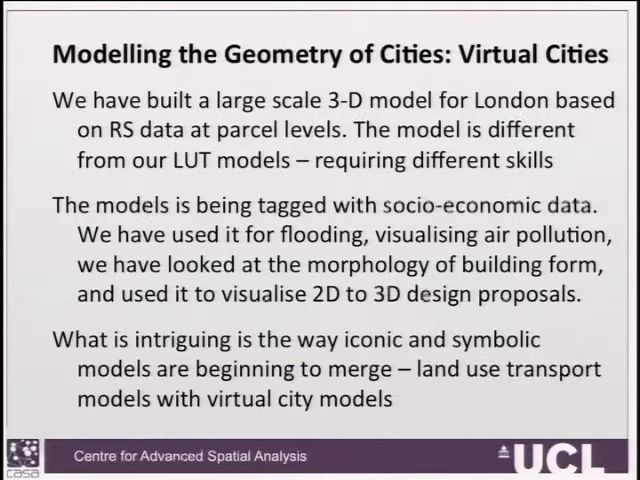 Modelling the Geometry of Cities: Virtual Cities
We have built a large scale 3-D model for London based
on RS data at parcel levels. The model is different
from our LUT models – requiring different skills
The models is being tagged with socio-economic data.
We have used it for flooding, visualising air pollution,
we have looked at the morphology of building form,
and used it to visualise 2D to 3D design proposals.
What is intriguing is the way iconic and symbolic
models are beginning to merge – land use transport
models with virtual city models
casa
Centre for Advanced Spatial Analysis
UCL